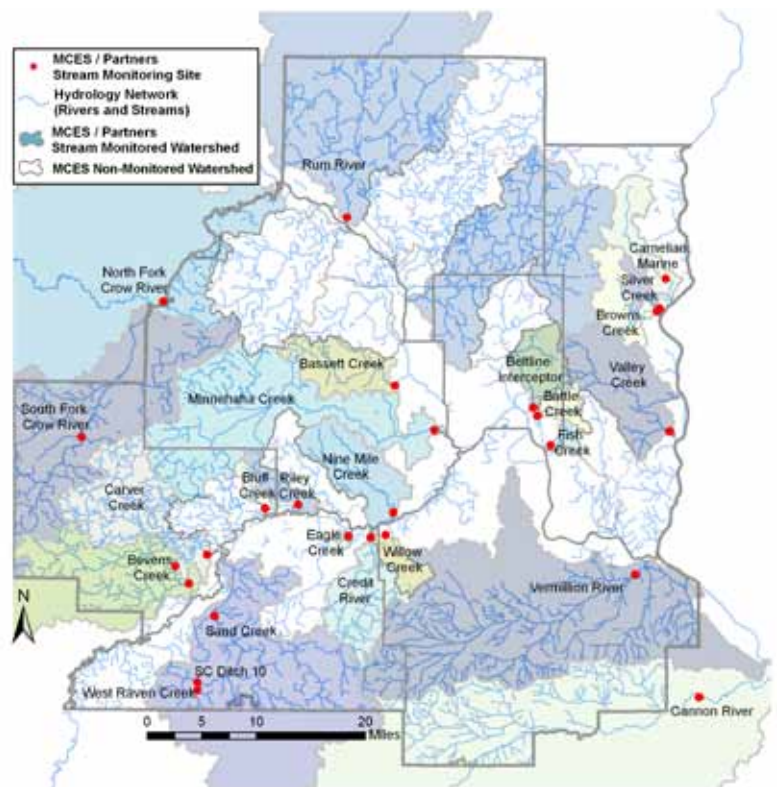 MCES / Partners
Stream Monitoring Site
Hydrology Network
(Rivers and Streams)
MCES / Partners
Stream Monitored Watershed
MCES Non-Monitored Watershed
Rum River
North Fork
Crow River
Carnelian
Marine
Silver
Creek
Browns
Creek
Bassett Creek
Beltline
Interceptor
Valley
Creek
Minnehaha Creek
Battle
Creek
South Fork
Crow River
Fish
Creek
Nine Mile
Creek
Carver
Creek
Bluff
Creek
Riley
Creek
Eagle
Creek
Willow
Creek
Bevens
Creek
Credit
River
Vermillion River
N
Sand Creek
SC Ditch 10
West Raven Creek
Cannon River
0 5 10 20
Miles